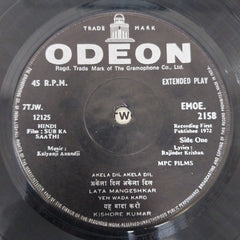 TRADE MARK
ODEON
Regd. Trade Mark of The Gramophone Co., Ltd.
45 R.P.M.
EXTENDED PLAY
7TJW.
12125
EMOE.
2158
W
HINDI
Film : SUB KA
SAATHI
Recording First
Published 1972
Side One
Music :
Kalyanji Anandji
Lyrics :
Rajinder Krishan
MPC FILMS
AKELA DIL AKELA DIL
अकेला दिल अकेला दिल
LATA MANGESHKAR
YEH WADA KARO
यह वादा करो
KISHORE KUMAR